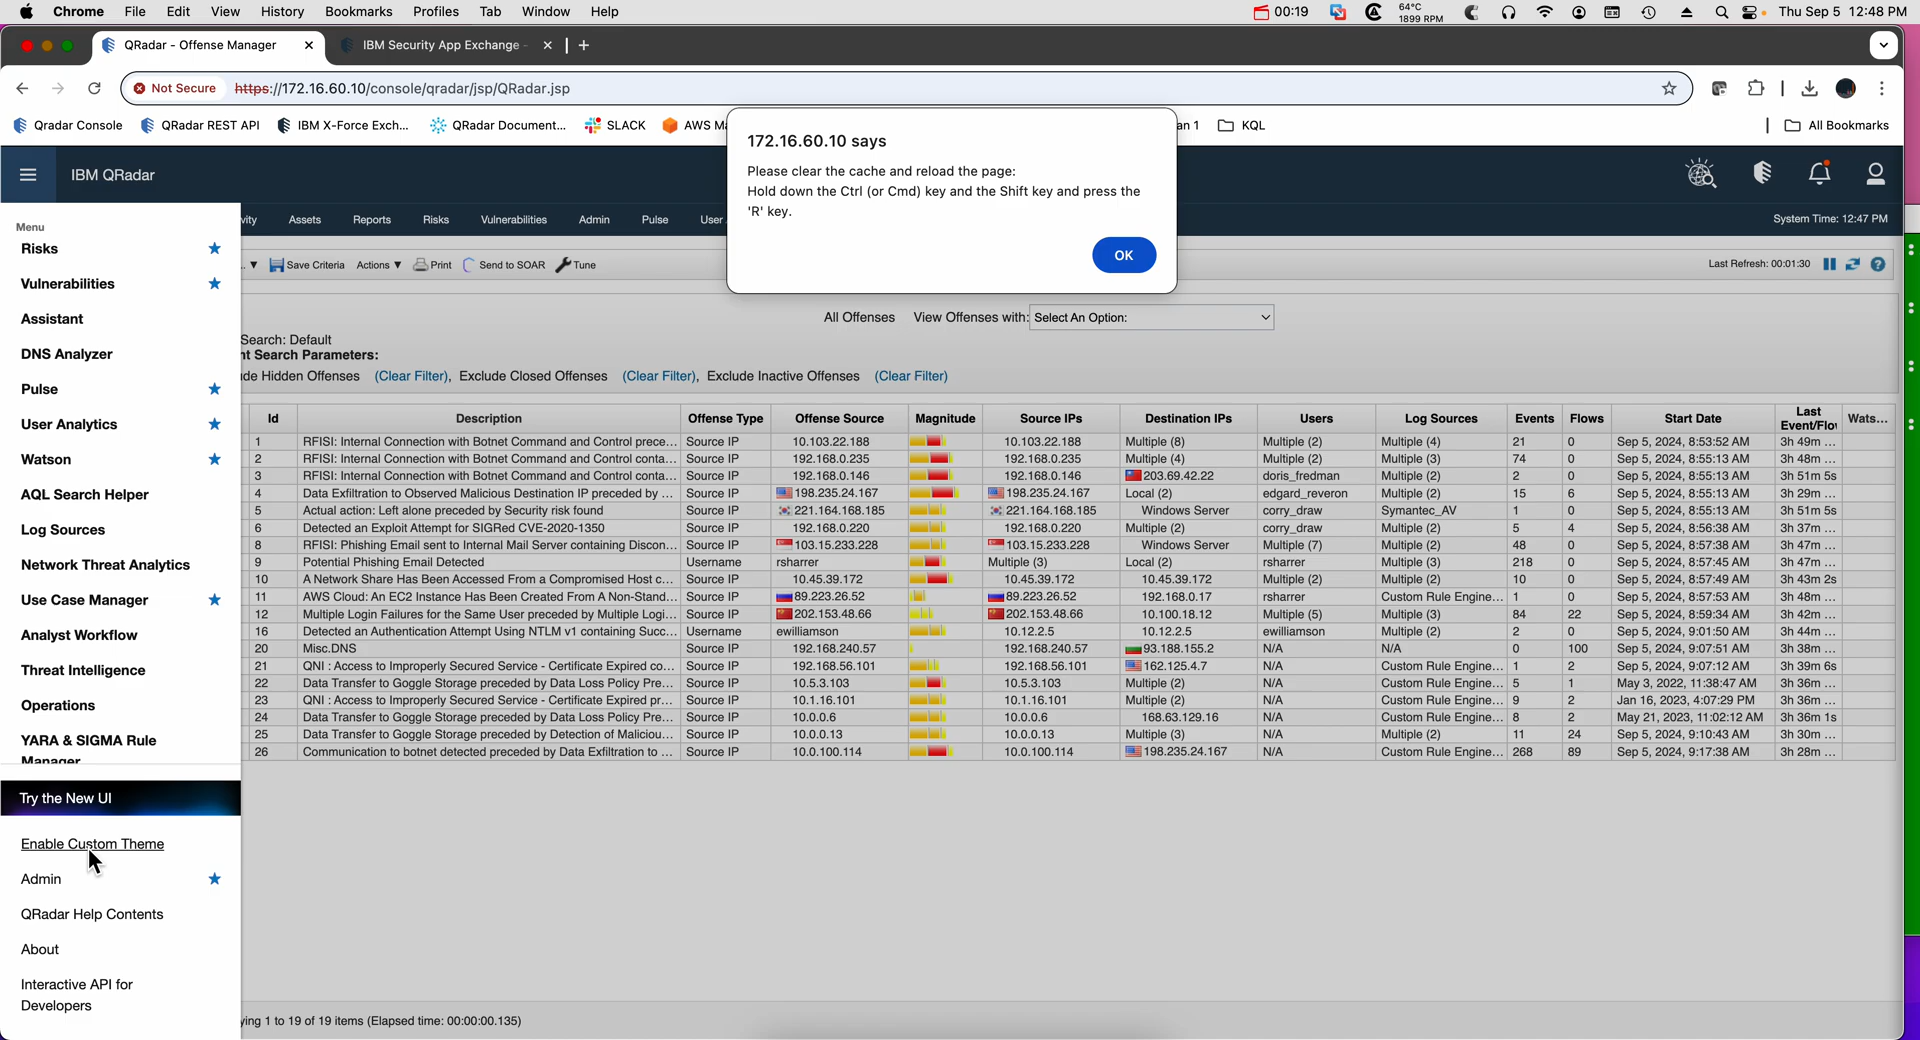 Chrome File Edit View History Bookmarks Profiles Tab Window Help 00:19 64°C 1899 RPM Thu Sep 5 12:48 PM
QRadar - Offense Manager IBM Security App Exchange
Not Secure https://172.16.60.10/console/qradar/jsp/QRadar.jsp
Qradar Console QRadar REST API IBM X-Force Exch... QRadar Document... SLACK AWS Ma an 1 KQL All Bookmarks
172.16.60.10 says
Please clear the cache and reload the page:
Hold down the Ctrl (or Cmd) key and the Shift key and press the
'R' key.
OK
IBM QRadar
vity Assets Reports Risks Vulnerabilities Admin Pulse User System Time: 12:47 PM
Menu
Risks
Vulnerabilities
Assistant
DNS Analyzer
Pulse
User Analytics
Watson
AQL Search Helper
Log Sources
Network Threat Analytics
Use Case Manager
Analyst Workflow
Threat Intelligence
Operations
YARA & SIGMA Rule
Manager
Try the New UI
Enable Custom Theme
Admin
QRadar Help Contents
About
Interactive API for
Developers
... ▼ Save Criteria Actions ▼ Print Send to SOAR Tune Last Refresh: 00:01:30
All Offenses View Offenses with: Select An Option:
Search: Default
nt Search Parameters:
de Hidden Offenses (Clear Filter), Exclude Closed Offenses (Clear Filter), Exclude Inactive Offenses (Clear Filter)
Id Description Offense Type Offense Source Magnitude Source IPs Destination IPs Users Log Sources Events Flows Start Date Last Event/Flow Wats...
1 RFISI: Internal Connection with Botnet Command and Control prece... Source IP 10.103.22.188 10.103.22.188 Multiple (8) Multiple (2) Multiple (4) 21 0 Sep 5, 2024, 8:53:52 AM 3h 49m ...
2 RFISI: Internal Connection with Botnet Command and Control conta... Source IP 192.168.0.235 192.168.0.235 Multiple (4) Multiple (2) Multiple (3) 74 0 Sep 5, 2024, 8:55:13 AM 3h 48m ...
3 RFISI: Internal Connection with Botnet Command and Control conta... Source IP 192.168.0.146 192.168.0.146 203.69.42.22 doris_fredman Multiple (2) 2 0 Sep 5, 2024, 8:55:13 AM 3h 51m 5s
4 Data Exfiltration to Observed Malicious Destination IP preceded by ... Source IP 198.235.24.167 198.235.24.167 Local (2) edgard_reveron Multiple (2) 15 6 Sep 5, 2024, 8:55:13 AM 3h 29m ...
5 Actual action: Left alone preceded by Security risk found Source IP 221.164.168.185 221.164.168.185 Windows Server corry_draw Symantec_AV 1 0 Sep 5, 2024, 8:55:13 AM 3h 51m 5s
6 Detected an Exploit Attempt for SIGRed CVE-2020-1350 Source IP 192.168.0.220 192.168.0.220 Multiple (2) corry_draw Multiple (2) 5 4 Sep 5, 2024, 8:56:38 AM 3h 37m ...
8 RFISI: Phishing Email sent to Internal Mail Server containing Discon... Source IP 103.15.233.228 103.15.233.228 Windows Server Multiple (7) Multiple (2) 48 0 Sep 5, 2024, 8:57:38 AM 3h 47m ...
9 Potential Phishing Email Detected Username rsharrer Multiple (3) Local (2) rsharrer Multiple (3) 218 0 Sep 5, 2024, 8:57:45 AM 3h 47m ...
10 A Network Share Has Been Accessed From a Compromised Host c... Source IP 10.45.39.172 10.45.39.172 10.45.39.172 Multiple (2) Multiple (2) 10 0 Sep 5, 2024, 8:57:49 AM 3h 43m 2s
11 AWS Cloud: An EC2 Instance Has Been Created From A Non-Stand... Source IP 89.223.26.52 89.223.26.52 192.168.0.17 rsharrer Custom Rule Engine... 1 0 Sep 5, 2024, 8:57:53 AM 3h 48m ...
12 Multiple Login Failures for the Same User preceded by Multiple Logi... Source IP 202.153.48.66 202.153.48.66 10.100.18.12 Multiple (5) Multiple (3) 84 22 Sep 5, 2024, 8:59:34 AM 3h 42m ...
16 Detected an Authentication Attempt Using NTLM v1 containing Succ... Username ewilliamson 10.12.2.5 10.12.2.5 ewilliamson Multiple (2) 2 0 Sep 5, 2024, 9:01:50 AM 3h 44m ...
20 Misc.DNS Source IP 192.168.240.57 192.168.240.57 93.188.155.2 N/A N/A 0 100 Sep 5, 2024, 9:07:51 AM 3h 38m ...
21 QNI : Access to Improperly Secured Service - Certificate Expired co... Source IP 192.168.56.101 192.168.56.101 162.125.4.7 N/A Custom Rule Engine... 1 2 Sep 5, 2024, 9:07:12 AM 3h 39m 6s
22 Data Transfer to Goggle Storage preceded by Data Loss Policy Pre... Source IP 10.5.3.103 10.5.3.103 Multiple (2) N/A Custom Rule Engine... 5 1 May 3, 2022, 11:38:47 AM 3h 36m ...
23 QNI : Access to Improperly Secured Service - Certificate Expired pr... Source IP 10.1.16.101 10.1.16.101 Multiple (2) N/A Custom Rule Engine... 9 2 Jan 16, 2023, 4:07:29 PM 3h 36m ...
24 Data Transfer to Goggle Storage preceded by Data Loss Policy Pre... Source IP 10.0.0.6 10.0.0.6 168.63.129.16 N/A Custom Rule Engine... 8 2 May 21, 2023, 11:02:12 AM 3h 36m 1s
25 Data Transfer to Goggle Storage preceded by Detection of Maliciou... Source IP 10.0.0.13 10.0.0.13 Multiple (3) N/A Multiple (2) 11 24 Sep 5, 2024, 9:10:43 AM 3h 30m ...
26 Communication to botnet detected preceded by Data Exfiltration to ... Source IP 10.0.100.114 10.0.100.114 198.235.24.167 N/A Custom Rule Engine... 268 89 Sep 5, 2024, 9:17:38 AM 3h 28m ...
ying 1 to 19 of 19 items (Elapsed time: 00:00:00.135)